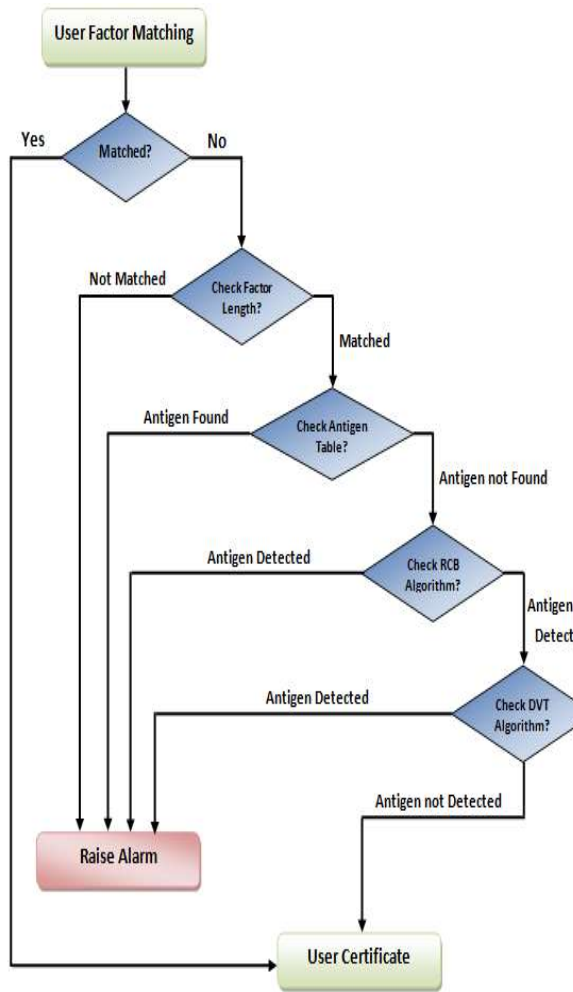 User Factor Matching
Yes
Matched?
No
Not Matched
Check Factor
Length?
Matched
Antigen Found
Check Antigen
Table?
Antigen not Found
Antigen Detected
Check RCB
Algorithm?
Antigen
Antigen Detected
Check DVT
Algorithm?
Antigen not Detected
Raise Alarm
User Certificate